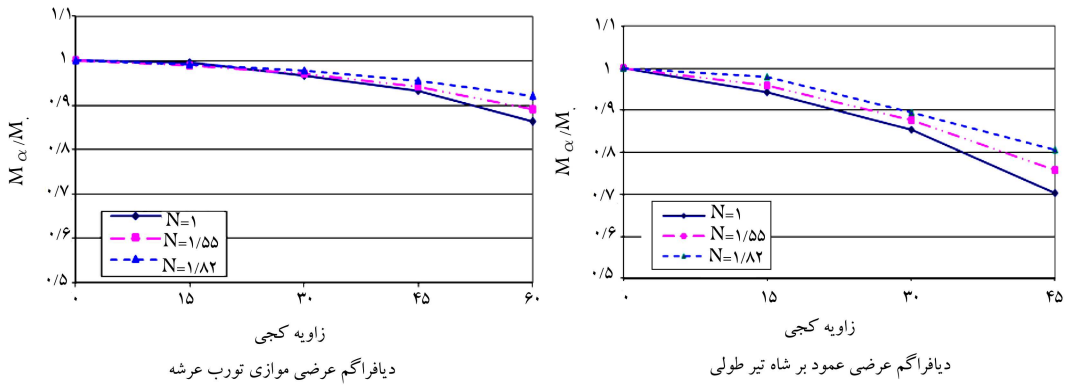 ۱/۱
۱
۰/۹
۰/۸
۰/۷
۰/۶
۰/۵
M α /M۰
N=۱
N=۱/۵۵
N=۱/۸۲
۰ ۱۵ ۳۰ ۴۵ ۶۰
زاویه کجی
دیافراگم عرضی موازی تورب عرشه
۱/۱
۱
۰/۹
۰/۸
۰/۷
۰/۶
۰/۵
M α /M۰
N=۱
N=۱/۵۵
N=۱/۸۲
۰ ۱۵ ۳۰ ۴۵
زاویه کجی
دیافراگم عرضی عمود بر شاه تیر طولی